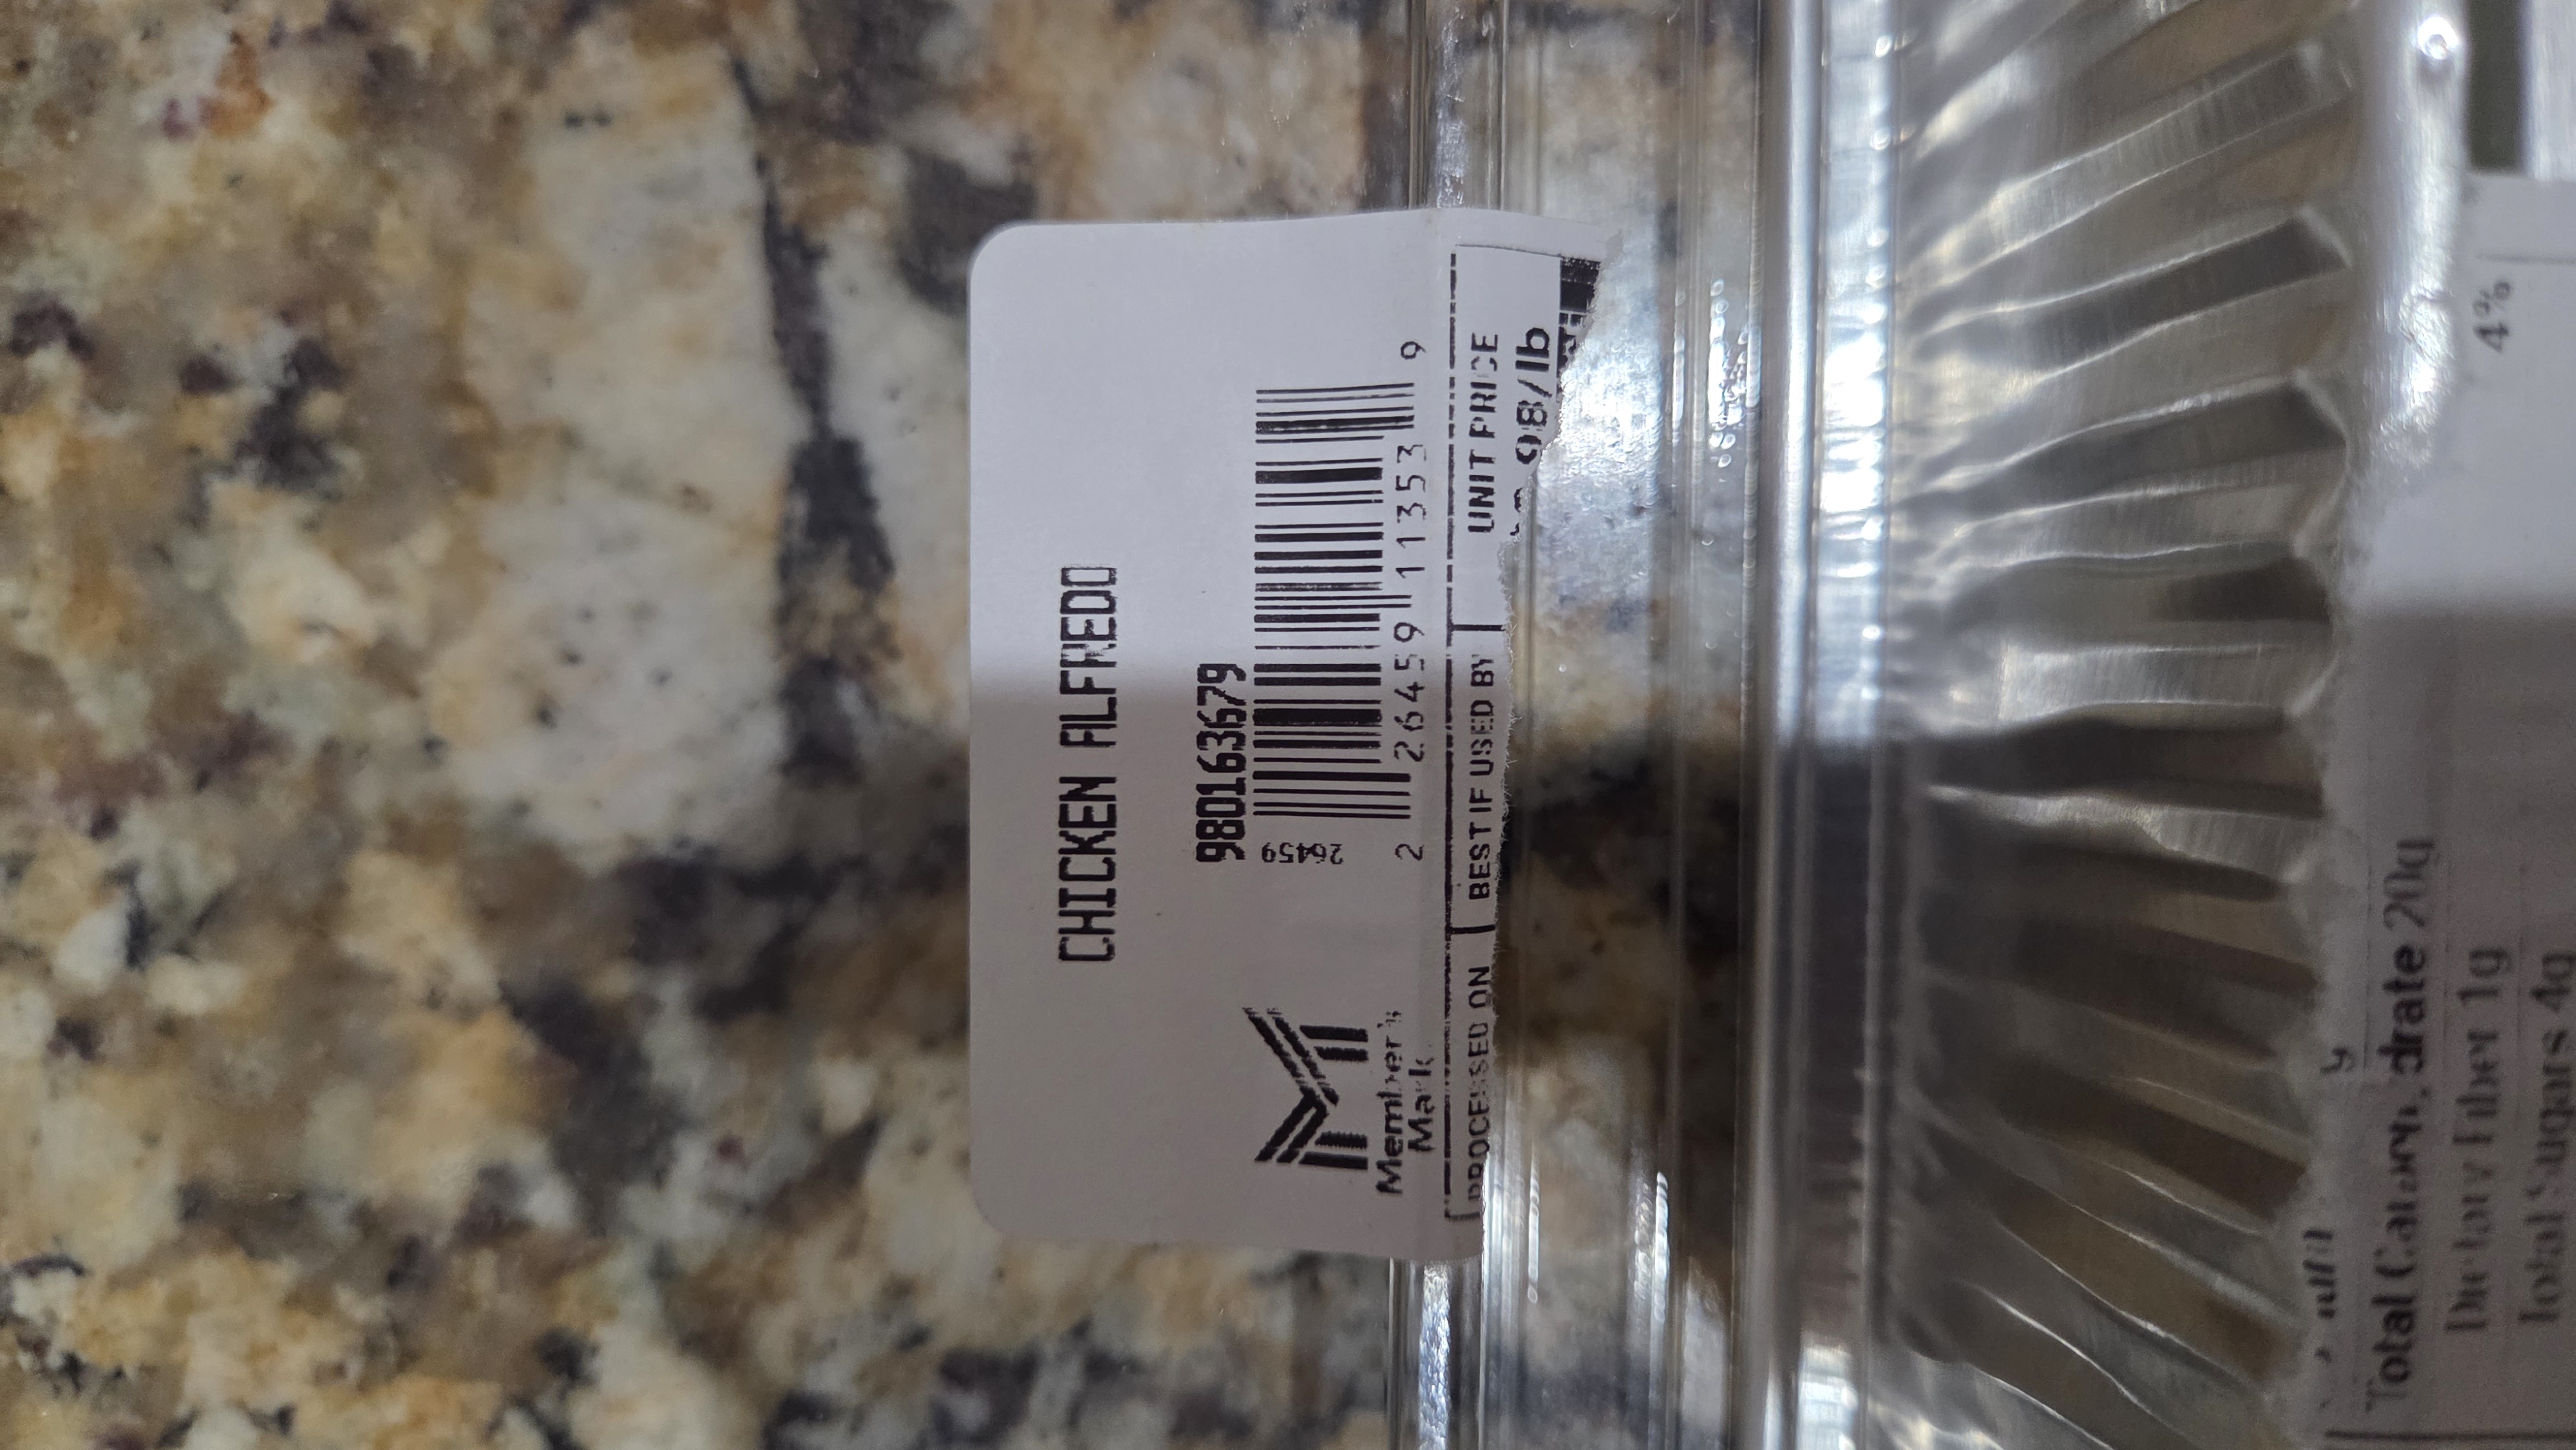 CHICKEN ALFREDO
980163679
26459
2 26459 11353 9
Member's
Mark
PROCESSED ON
BEST IF USED BY
UNIT PRICE
98/lb
4%
Total Carbohydrate 20g
Dietary Fiber 1g
Total Sugars 4g